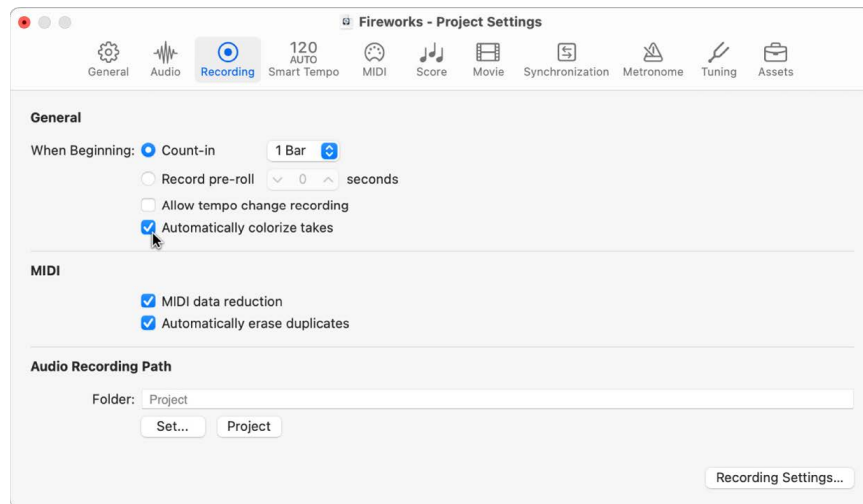 Fireworks - Project Settings
120
AUTO
General Audio Recording Smart Tempo MIDI Score Movie Synchronization Metronome Tuning Assets
General
When Beginning: Count-in 1 Bar
Record pre-roll 0 seconds
Allow tempo change recording
Automatically colorize takes
MIDI
MIDI data reduction
Automatically erase duplicates
Audio Recording Path
Folder: Project
Set... Project
Recording Settings...